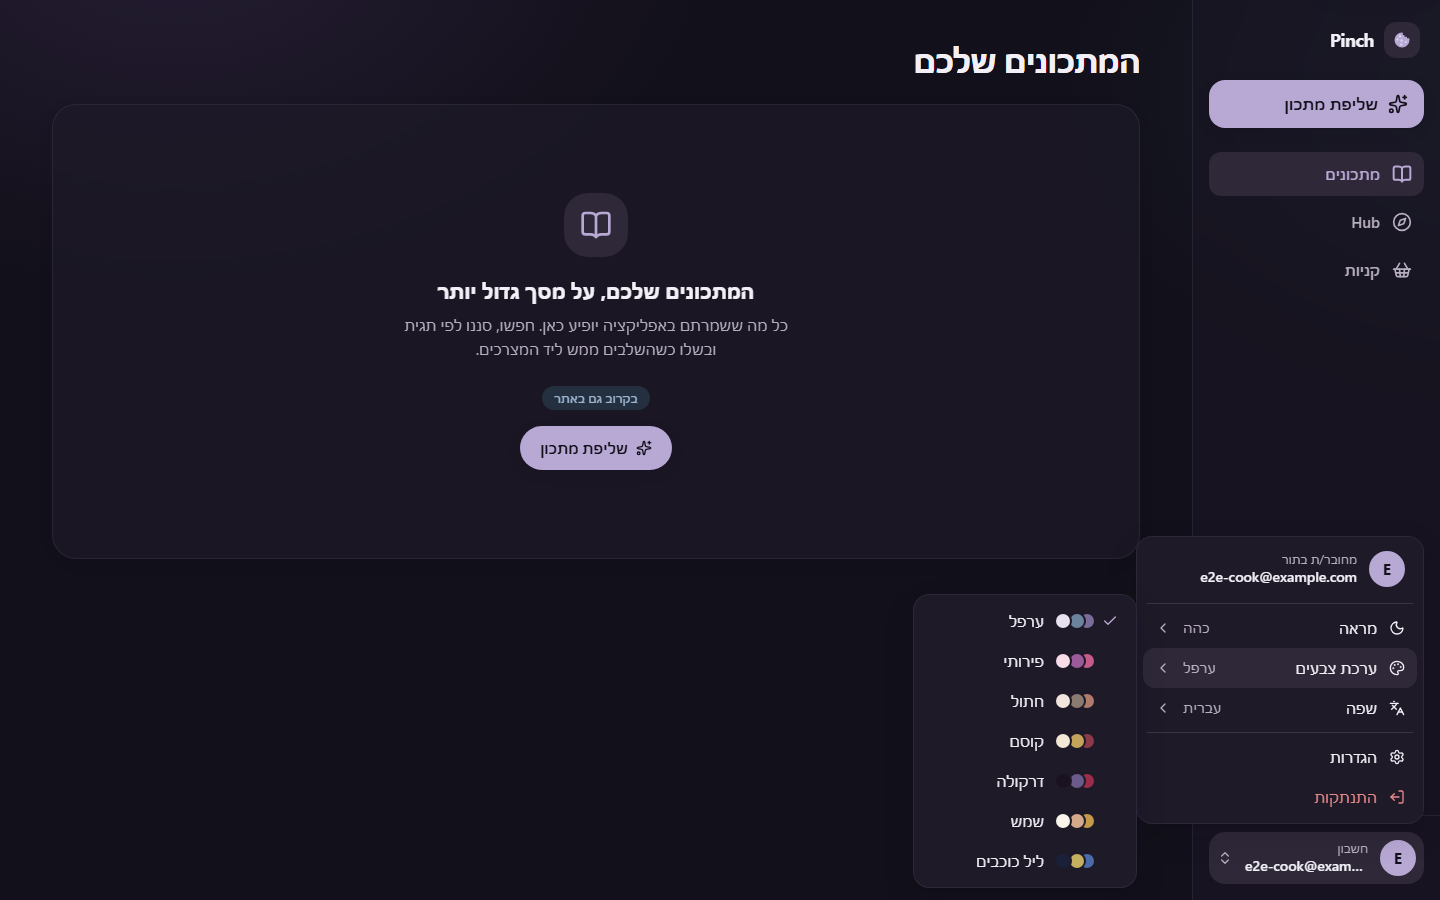 Pinch
שליפת מתכון
מתכונים
Hub
קניות
המתכונים שלכם
המתכונים שלכם, על מסך גדול יותר
כל מה ששמרתם באפליקציה יופיע כאן. חפשו, סננו לפי תגית
ובשלו כשהשלבים ממש ליד המצרכים.
בקרוב גם באתר
שליפת מתכון
E
מחובר/ת בתור
e2e-cook@example.com
מראה כהה
ערכת צבעים ערפל
שפה עברית
הגדרות
התנתקות
ערפל
פירותי
חתול
קוסם
דרקולה
שמש
ליל כוכבים
E
חשבון
e2e-cook@exam...